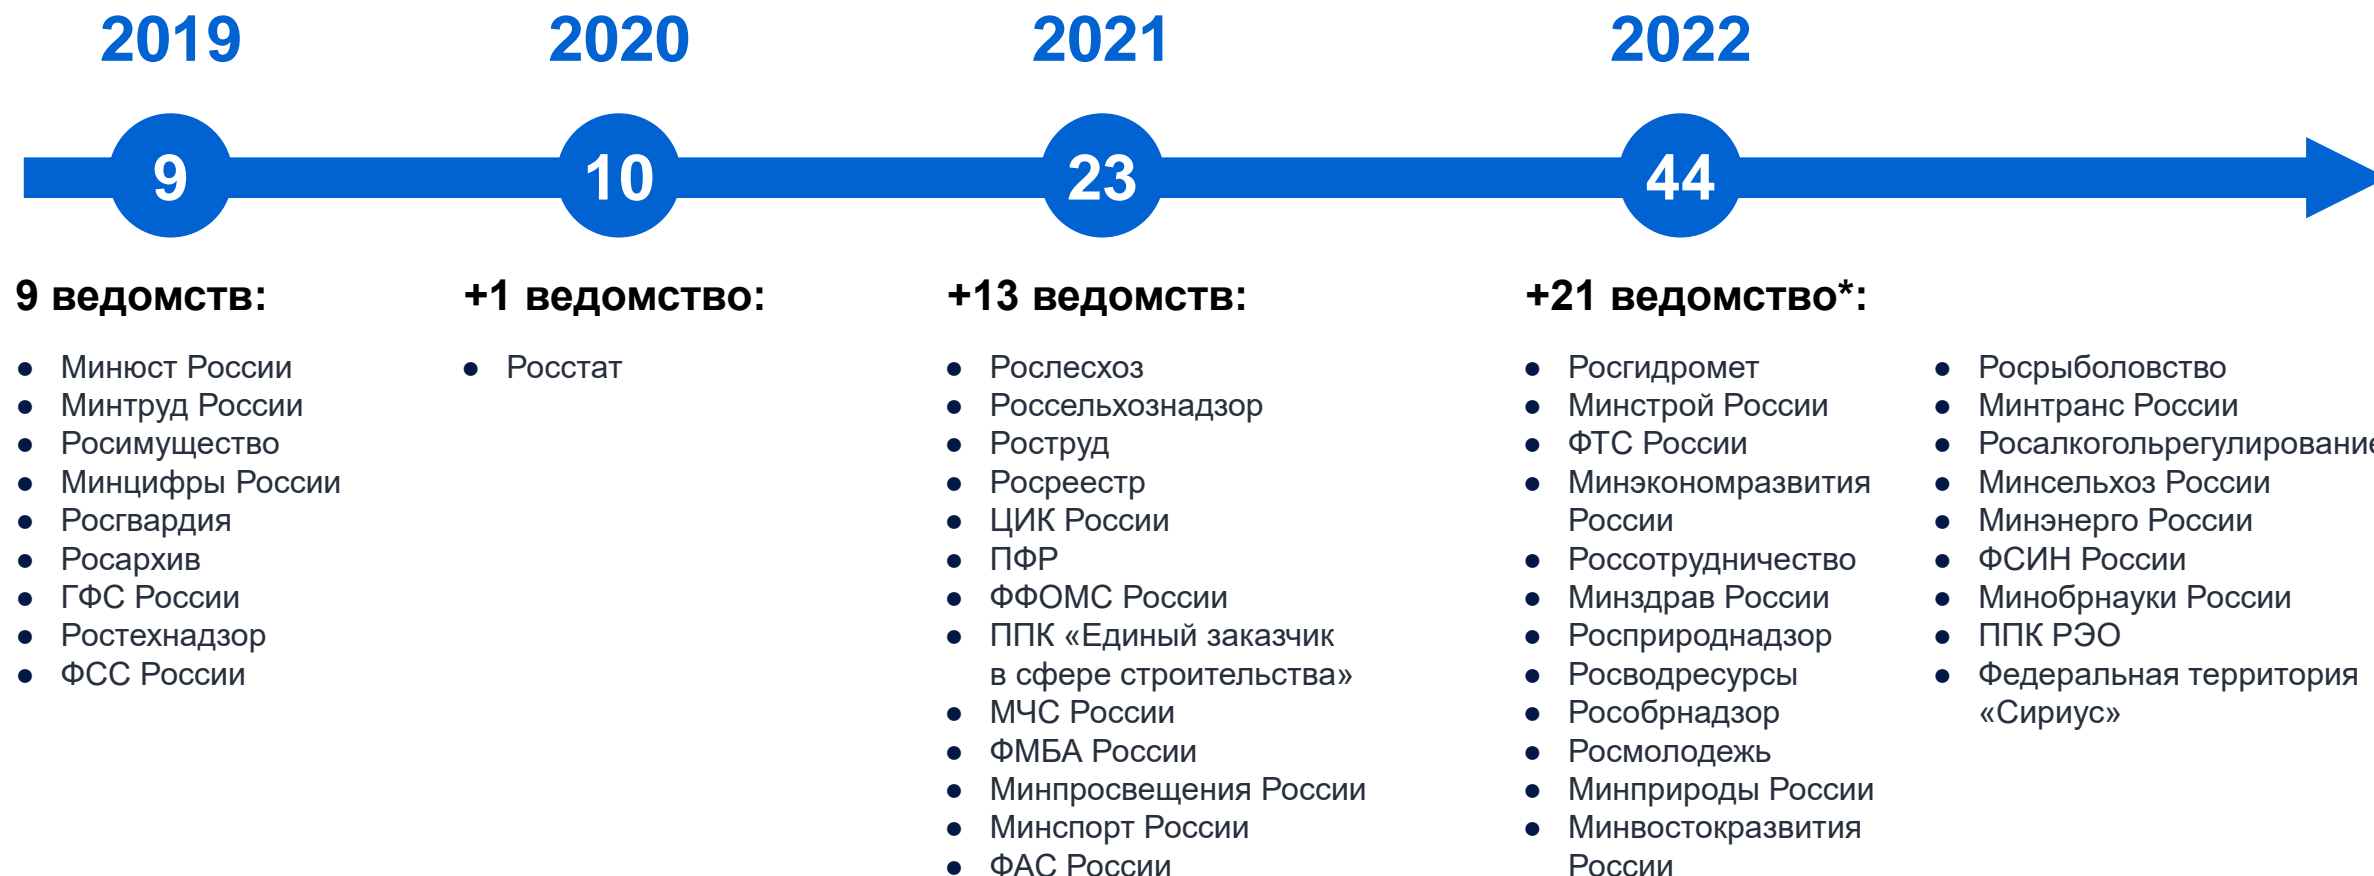 2019
2020
2021
2022
9
10
23
44
9 ведомств:
● Минюст России
● Минтруд России
● Росимущество
● Минцифры России
● Росгвардия
● Росархив
● ГФС России
● Ростехнадзор
● ФСС России
+1 ведомство:
● Росстат
+13 ведомств:
● Рослесхоз
● Россельхознадзор
● Роструд
● Росреестр
● ЦИК России
● ПФР
● ФФОМС России
● ППК «Единый заказчик
в сфере строительства»
● МЧС России
● ФМБА России
● Минпросвещения России
● Минспорт России
● ФАС России
+21 ведомство*:
● Росгидромет
● Минстрой России
● ФТС России
● Минэкономразвития
России
● Россотрудничество
● Минздрав России
● Росприроднадзор
● Росводресурсы
● Рособрнадзор
● Росмолодежь
● Минприроды России
● Минвостокразвития
России
● Росрыболовство
● Минтранс России
● Росалкогольрегулирование
● Минсельхоз России
● Минэнерго России
● ФСИН России
● Минобрнауки России
● ППК РЭО
● Федеральная территория
«Сириус»